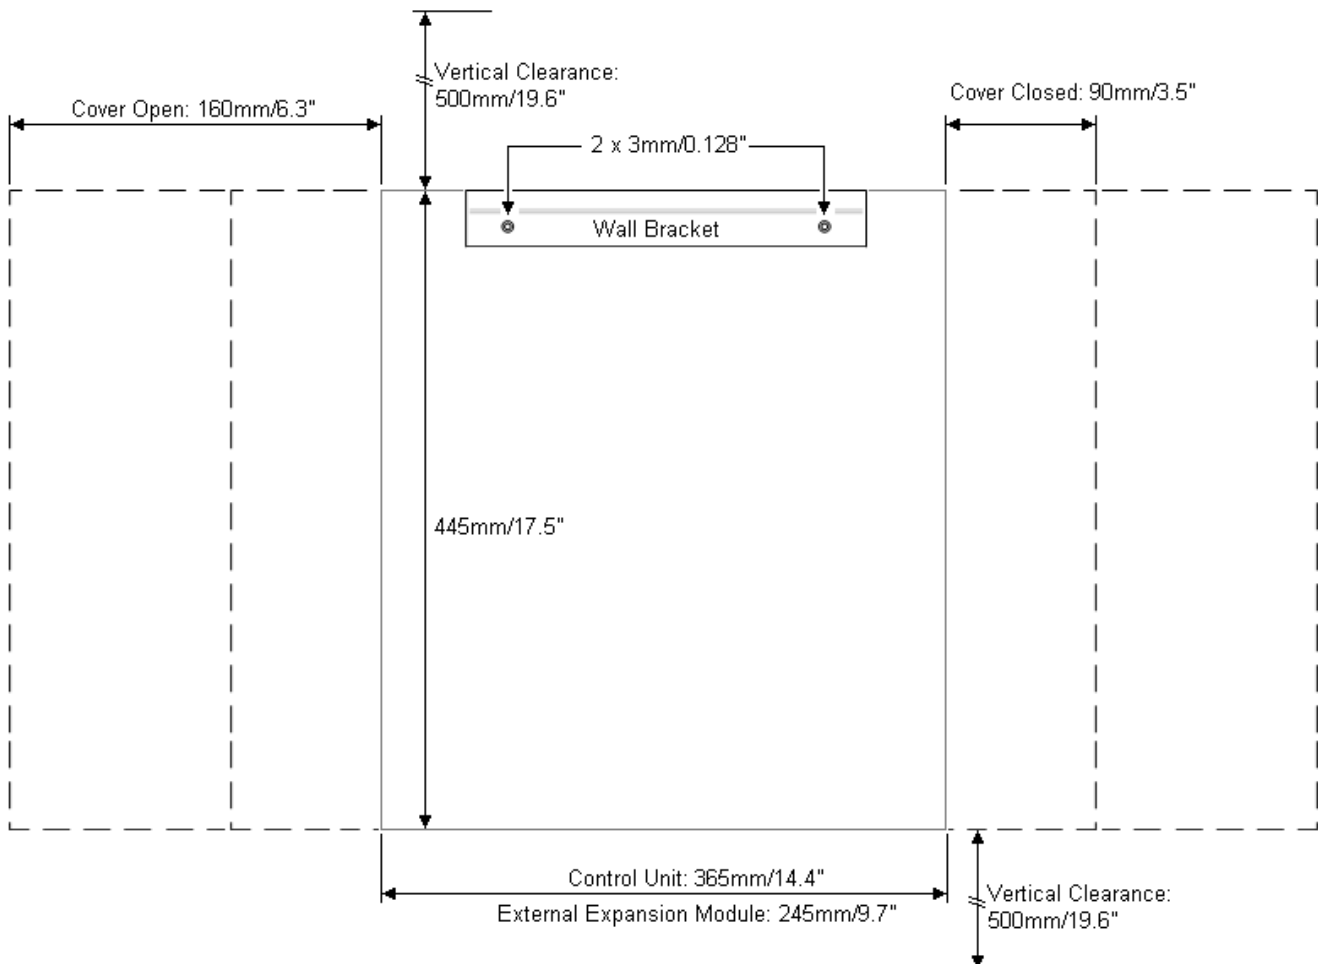 Vertical Clearance:
500mm/19.6"
Cover Open: 160mm/6.3"
Cover Closed: 90mm/3.5"
2 x 3mm/0.128"
Wall Bracket
445mm/17.5"
Control Unit: 365mm/14.4"
External Expansion Module: 245mm/9.7"
Vertical Clearance:
500mm/19.6"